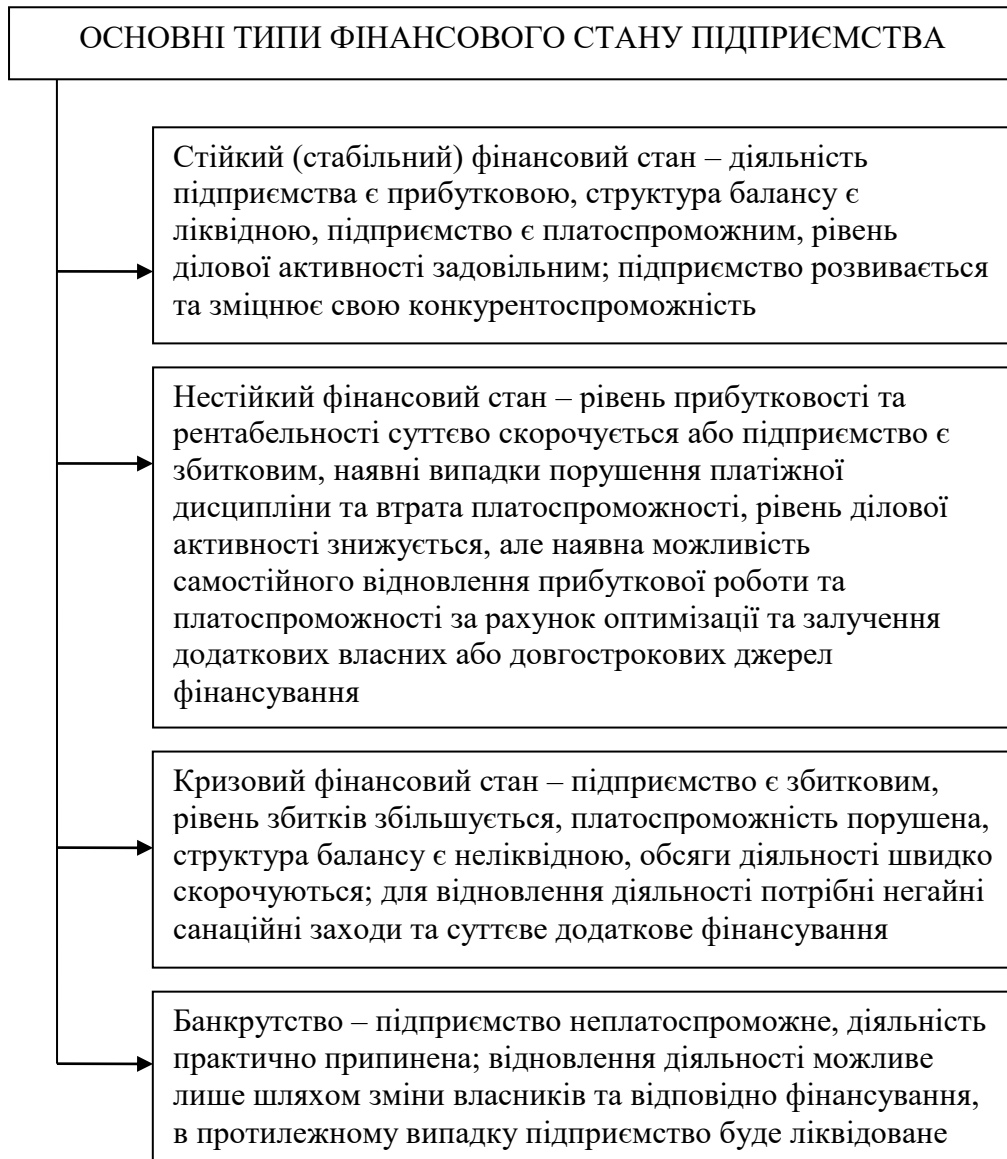 ОСНОВНІ ТИПИ ФІНАНСОВОГО СТАНУ ПІДПРИЄМСТВА
Стійкий (стабільний) фінансовий стан – діяльність
підприємства є прибутковою, структура балансу є
ліквідною, підприємство є платоспроможним, рівень
ділової активності задовільним; підприємство розвивається
та зміцнює свою конкурентоспроможність
Нестійкий фінансовий стан – рівень прибутковості та
рентабельності суттєво скорочується або підприємство є
збитковим, наявні випадки порушення платіжної
дисципліни та втрата платоспроможності, рівень ділової
активності знижується, але наявна можливість
самостійного відновлення прибуткової роботи та
платоспроможності за рахунок оптимізації та залучення
додаткових власних або довгострокових джерел
фінансування
Кризовий фінансовий стан – підприємство є збитковим,
рівень збитків збільшується, платоспроможність порушена,
структура балансу є неліквідною, обсяги діяльності швидко
скорочуються; для відновлення діяльності потрібні негайні
санаційні заходи та суттєве додаткове фінансування
Банкрутство – підприємство неплатоспроможне, діяльність
практично припинена; відновлення діяльності можливе
лише шляхом зміни власників та відповідно фінансування,
в протилежному випадку підприємство буде ліквідоване